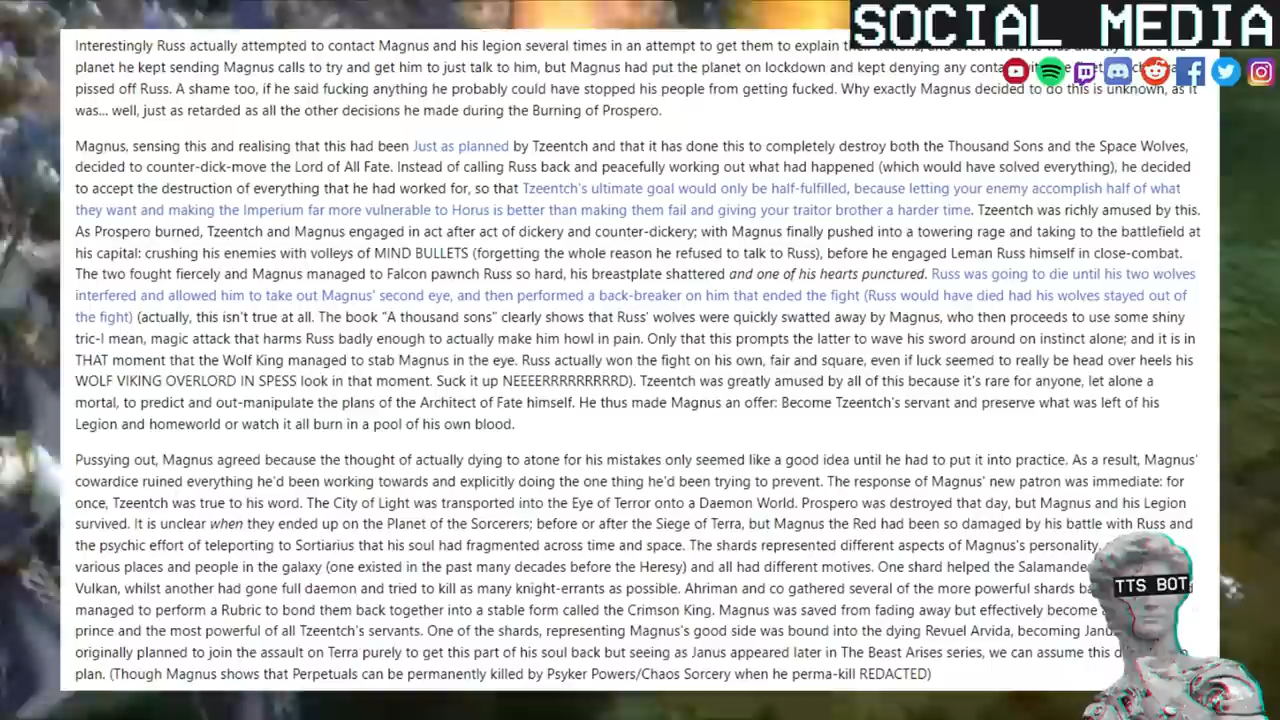 SOCIAL MEDIA
Interestingly Russ actually attempted to contact Magnus and his legion several times in an attempt to get them to explain their actions, and even when he was directly above the
planet he kept sending Magnus calls to try and get him to just talk to him, but Magnus had put the planet on lockdown and kept denying any
pissed off Russ. A shame too, if he said fucking anything he probably could have stopped his people from getting fucked. Why exactly Magnus decided to do this is unknown, as it
was... well, just as retarded as all the other decisions he made during the Burning of Prospero.
Magnus, sensing this and realising that this had been Just as planned by Tzeentch and that it has done this to completely destroy both the Thousand Sons and the Space Wolves,
decided to counter-dick-move the Lord of All Fate. Instead of calling Russ back and peacefully working out what had happened (which would have solved everything), he decided
to accept the destruction of everything that he had worked for, so that Tzeentch's ultimate goal would only be half-fulfilled, because letting your enemy accomplish half of what
they want and making the Imperium far more vulnerable to Horus is better than making them fail and giving your traitor brother a harder time. Tzeentch was richly amused by this.
As Prospero burned, Tzeentch and Magnus engaged in act after act of dickery and counter-dickery; with Magnus finally pushed into a towering rage and taking to the battlefield at
his capital: crushing his enemies with volleys of MIND BULLETS (forgetting the whole reason he refused to talk to Russ), before he engaged Leman Russ himself in close-combat.
The two fought fiercely and Magnus managed to Falcon pawnch Russ so hard, his breastplate shattered and one of his hearts punctured. Russ was going to die until his two wolves
interfered and allowed him to take out Magnus' second eye, and then performed a back-breaker on him that ended the fight (Russ would have died had his wolves stayed out of
the fight) (actually, this isn't true at all. The book “A thousand sons” clearly shows that Russ' wolves were quickly swatted away by Magnus, who then proceeds to use some shiny
tric-I mean, magic attack that harms Russ badly enough to actually make him howl in pain. Only that this prompts the latter to wave his sword around on instinct alone; and it is in
THAT moment that the Wolf King managed to stab Magnus in the eye. Russ actually won the fight on his own, fair and square, even if luck seemed to really be head over heels his
WOLF VIKING OVERLORD IN SPESS look in that moment. Suck it up NEEEERRRRRRRRD). Tzeentch was greatly amused by all of this because it's rare for anyone, let alone a
mortal, to predict and out-manipulate the plans of the Architect of Fate himself. He thus made Magnus an offer: Become Tzeentch's servant and preserve what was left of his
Legion and homeworld or watch it all burn in a pool of his own blood.
Pussying out, Magnus agreed because the thought of actually dying to atone for his mistakes only seemed like a good idea until he had to put it into practice. As a result, Magnus'
cowardice ruined everything he'd been working towards and explicitly doing the one thing he'd been trying to prevent. The response of Magnus' new patron was immediate: for
once, Tzeentch was true to his word. The City of Light was transported into the Eye of Terror onto a Daemon World. Prospero was destroyed that day, but Magnus and his Legion
survived. It is unclear when they ended up on the Planet of the Sorcerers; before or after the Siege of Terra, but Magnus the Red had been so damaged by his battle with Russ and
the psychic effort of teleporting to Sortiarius that his soul had fragmented across time and space. The shards represented different aspects of Magnus's personality,
various places and people in the galaxy (one existed in the past many decades before the Heresy) and all had different motives. One shard helped the
Vulkan, whilst another had gone full daemon and tried to kill as many knight-errants as possible. Ahriman and co gathered several of the more powerful shards
managed to perform a Rubric to bond them back together into a stable form called the Crimson King. Magnus was saved from fading away but effectively become
prince and the most powerful of all Tzeentch's servants. One of the shards, representing Magnus's good side was bound into the dying Revuel Arvida, becoming
originally planned to join the assault on Terra purely to get this part of his soul back but seeing as Janus appeared later in The Beast Arises series, we can assume this
plan. (Though Magnus shows that Perpetuals can be permanently killed by Psyker Powers/Chaos Sorcery when he perma-kill REDACTED)
TTS BOT